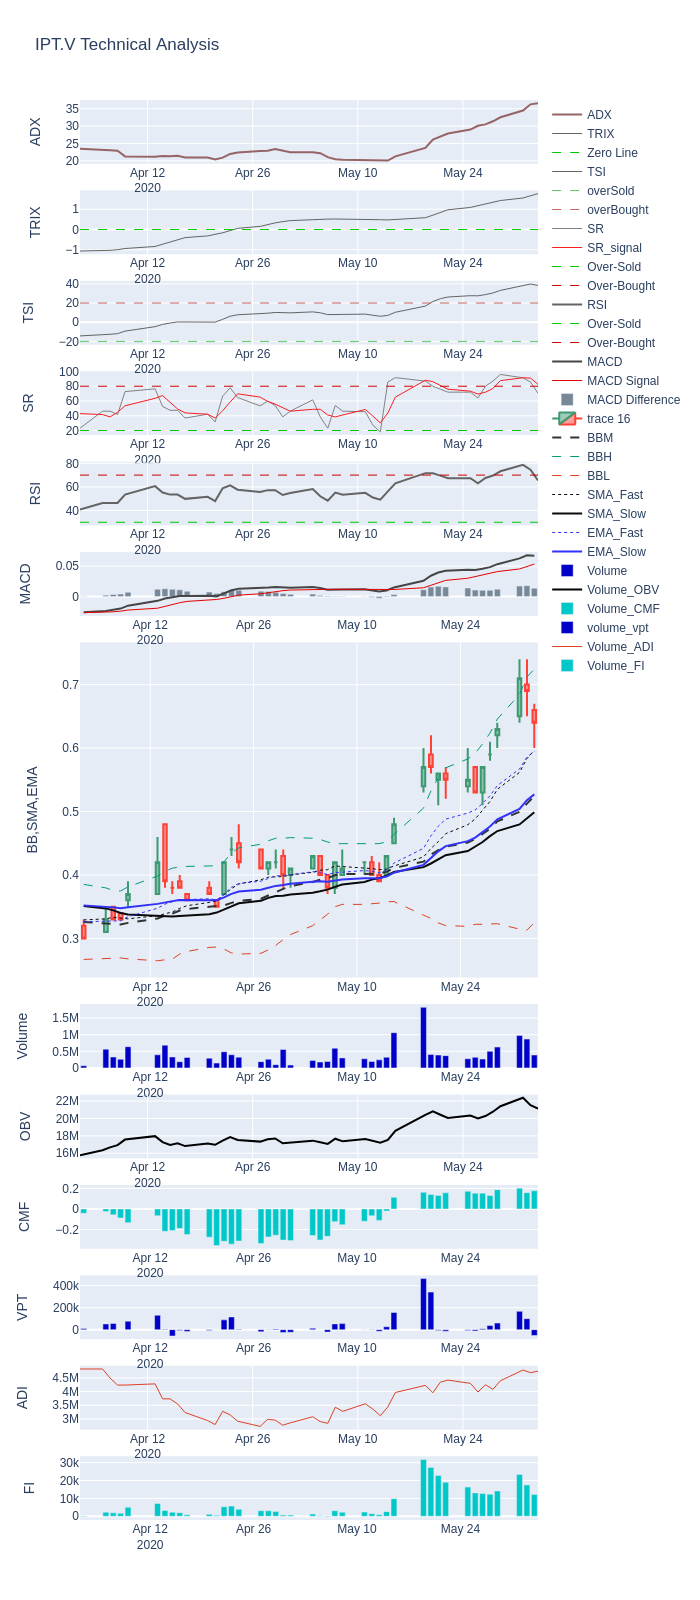 IPT.V Technical Analysis
ADX
35
30
25
20
Apr 12
2020
Apr 26
May 10
May 24
TRIX
1
0
−1
Apr 12
2020
Apr 26
May 10
May 24
TSI
40
20
0
−20
Apr 12
2020
Apr 26
May 10
May 24
SR
100
80
60
40
20
Apr 12
2020
Apr 26
May 10
May 24
RSI
80
60
40
Apr 12
2020
Apr 26
May 10
May 24
MACD
0.05
0
Apr 12
2020
Apr 26
May 10
May 24
BB,SMA,EMA
0.7
0.6
0.5
0.4
0.3
Apr 12
2020
Apr 26
May 10
May 24
Volume
1.5M
1M
0.5M
0
Apr 12
2020
Apr 26
May 10
May 24
OBV
22M
20M
18M
16M
Apr 12
2020
Apr 26
May 10
May 24
CMF
0.2
0
−0.2
Apr 12
2020
Apr 26
May 10
May 24
VPT
400k
200k
0
Apr 12
2020
Apr 26
May 10
May 24
ADI
4.5M
4M
3.5M
3M
Apr 12
2020
Apr 26
May 10
May 24
FI
30k
20k
10k
0
Apr 12
2020
Apr 26
May 10
May 24
ADX
TRIX
Zero Line
TSI
overSold
overBought
SR
SR_signal
Over-Sold
Over-Bought
RSI
Over-Sold
Over-Bought
MACD
MACD Signal
MACD Difference
trace 16
BBM
BBH
BBL
SMA_Fast
SMA_Slow
EMA_Fast
EMA_Slow
Volume
Volume_OBV
Volume_CMF
volume_vpt
Volume_ADI
Volume_FI